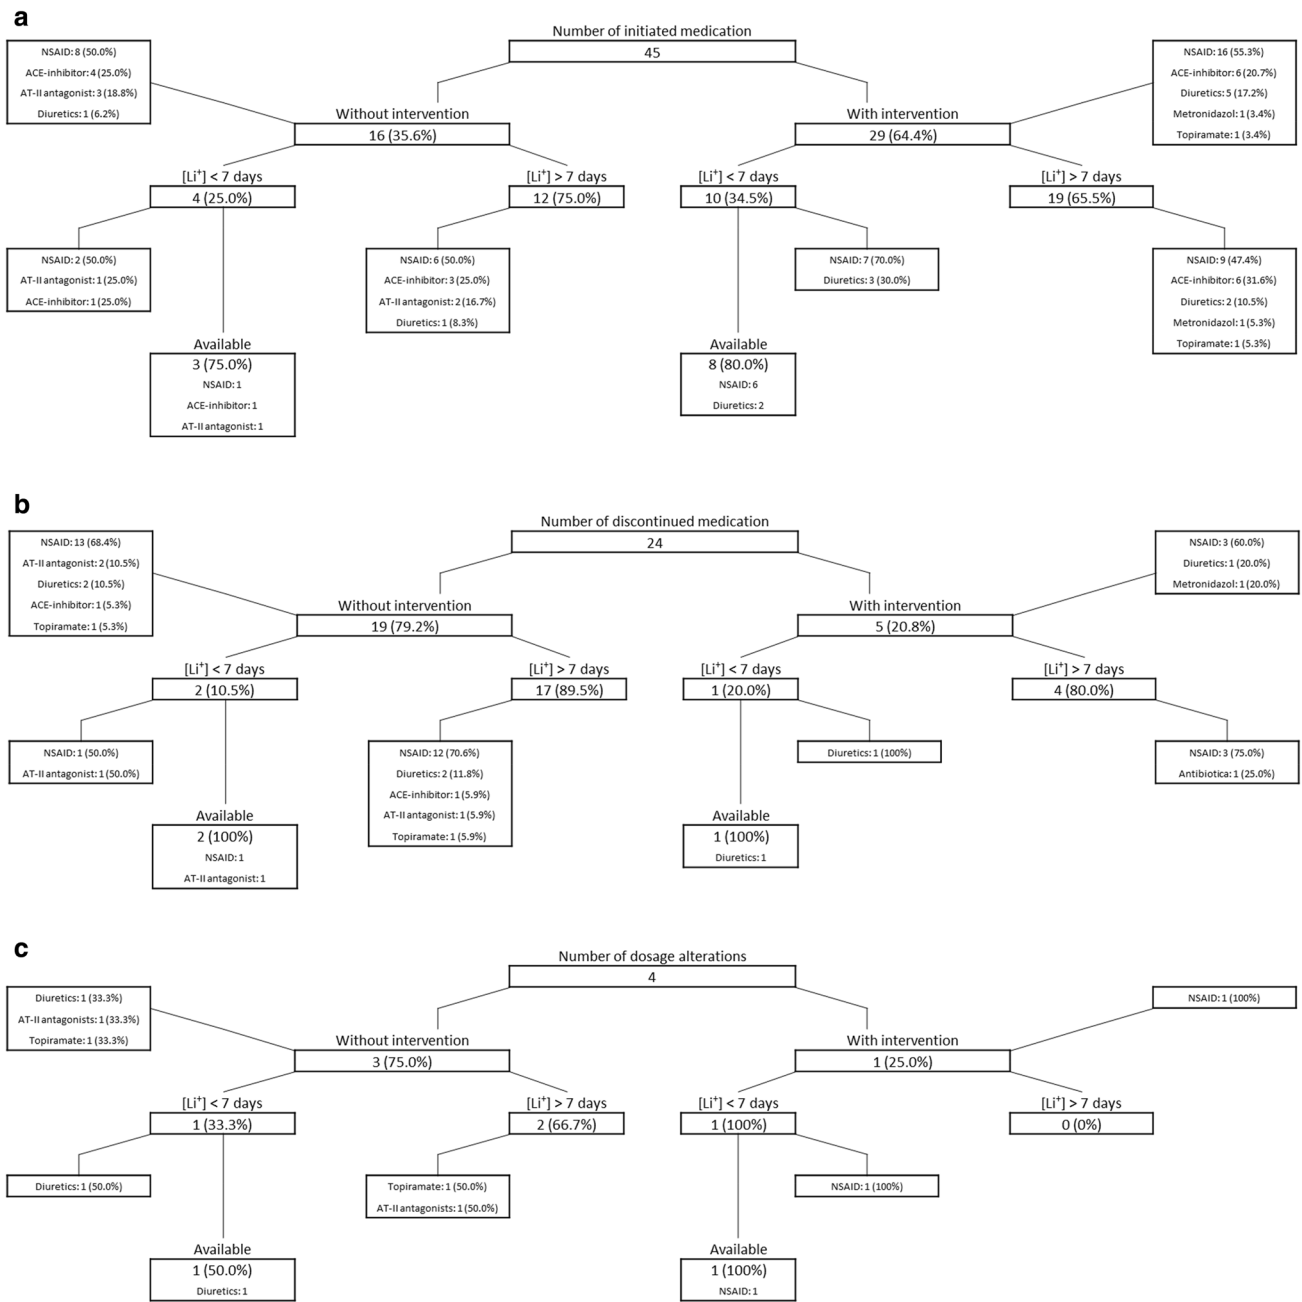 a
Number of initiated medication
45
NSAID: 8 (50.0%)
ACE-inhibitor: 4 (25.0%)
AT-II antagonist: 3 (18.8%)
Diuretics: 1 (6.2%)
NSAID: 16 (55.3%)
ACE-inhibitor: 6 (20.7%)
Diuretics: 5 (17.2%)
Metronidazol: 1 (3.4%)
Topiramate: 1 (3.4%)
Without intervention
16 (35.6%)
With intervention
29 (64.4%)
[Li⁺] < 7 days
4 (25.0%)
[Li⁺] > 7 days
12 (75.0%)
[Li⁺] < 7 days
10 (34.5%)
[Li⁺] > 7 days
19 (65.5%)
NSAID: 2 (50.0%)
AT-II antagonist: 1 (25.0%)
ACE-inhibitor: 1 (25.0%)
NSAID: 6 (50.0%)
ACE-inhibitor: 3 (25.0%)
AT-II antagonist: 2 (16.7%)
Diuretics: 1 (8.3%)
NSAID: 7 (70.0%)
Diuretics: 3 (30.0%)
NSAID: 9 (47.4%)
ACE-inhibitor: 6 (31.6%)
Diuretics: 2 (10.5%)
Metronidazol: 1 (5.3%)
Topiramate: 1 (5.3%)
Available
3 (75.0%)
NSAID: 1
ACE-inhibitor: 1
AT-II antagonist: 1
Available
8 (80.0%)
NSAID: 6
Diuretics: 2
b
Number of discontinued medication
24
NSAID: 13 (68.4%)
AT-II antagonist: 2 (10.5%)
Diuretics: 2 (10.5%)
ACE-inhibitor: 1 (5.3%)
Topiramate: 1 (5.3%)
NSAID: 3 (60.0%)
Diuretics: 1 (20.0%)
Metronidazol: 1 (20.0%)
Without intervention
19 (79.2%)
With intervention
5 (20.8%)
[Li⁺] < 7 days
2 (10.5%)
[Li⁺] > 7 days
17 (89.5%)
[Li⁺] < 7 days
1 (20.0%)
[Li⁺] > 7 days
4 (80.0%)
NSAID: 1 (50.0%)
AT-II antagonist: 1 (50.0%)
NSAID: 12 (70.6%)
Diuretics: 2 (11.8%)
ACE-inhibitor: 1 (5.9%)
AT-II antagonist: 1 (5.9%)
Topiramate: 1 (5.9%)
Diuretics: 1 (100%)
NSAID: 3 (75.0%)
Antibiotica: 1 (25.0%)
Available
2 (100%)
NSAID: 1
AT-II antagonist: 1
Available
1 (100%)
Diuretics: 1
c
Number of dosage alterations
4
Diuretics: 1 (33.3%)
AT-II antagonists: 1 (33.3%)
Topiramate: 1 (33.3%)
NSAID: 1 (100%)
Without intervention
3 (75.0%)
With intervention
1 (25.0%)
[Li⁺] < 7 days
1 (33.3%)
[Li⁺] > 7 days
2 (66.7%)
[Li⁺] < 7 days
1 (100%)
[Li⁺] > 7 days
0 (0%)
Diuretics: 1 (50.0%)
Topiramate: 1 (50.0%)
AT-II antagonists: 1 (50.0%)
NSAID: 1 (100%)
Available
1 (50.0%)
Diuretics: 1
Available
1 (100%)
NSAID: 1